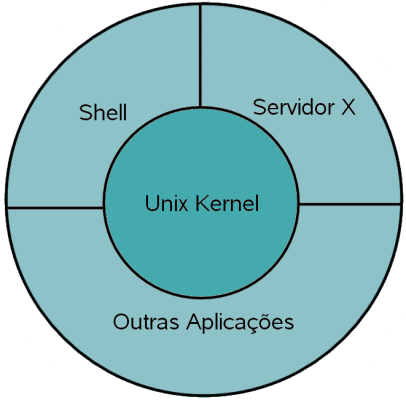 Shell
Servidor X
Unix Kernel
Outras Aplicações